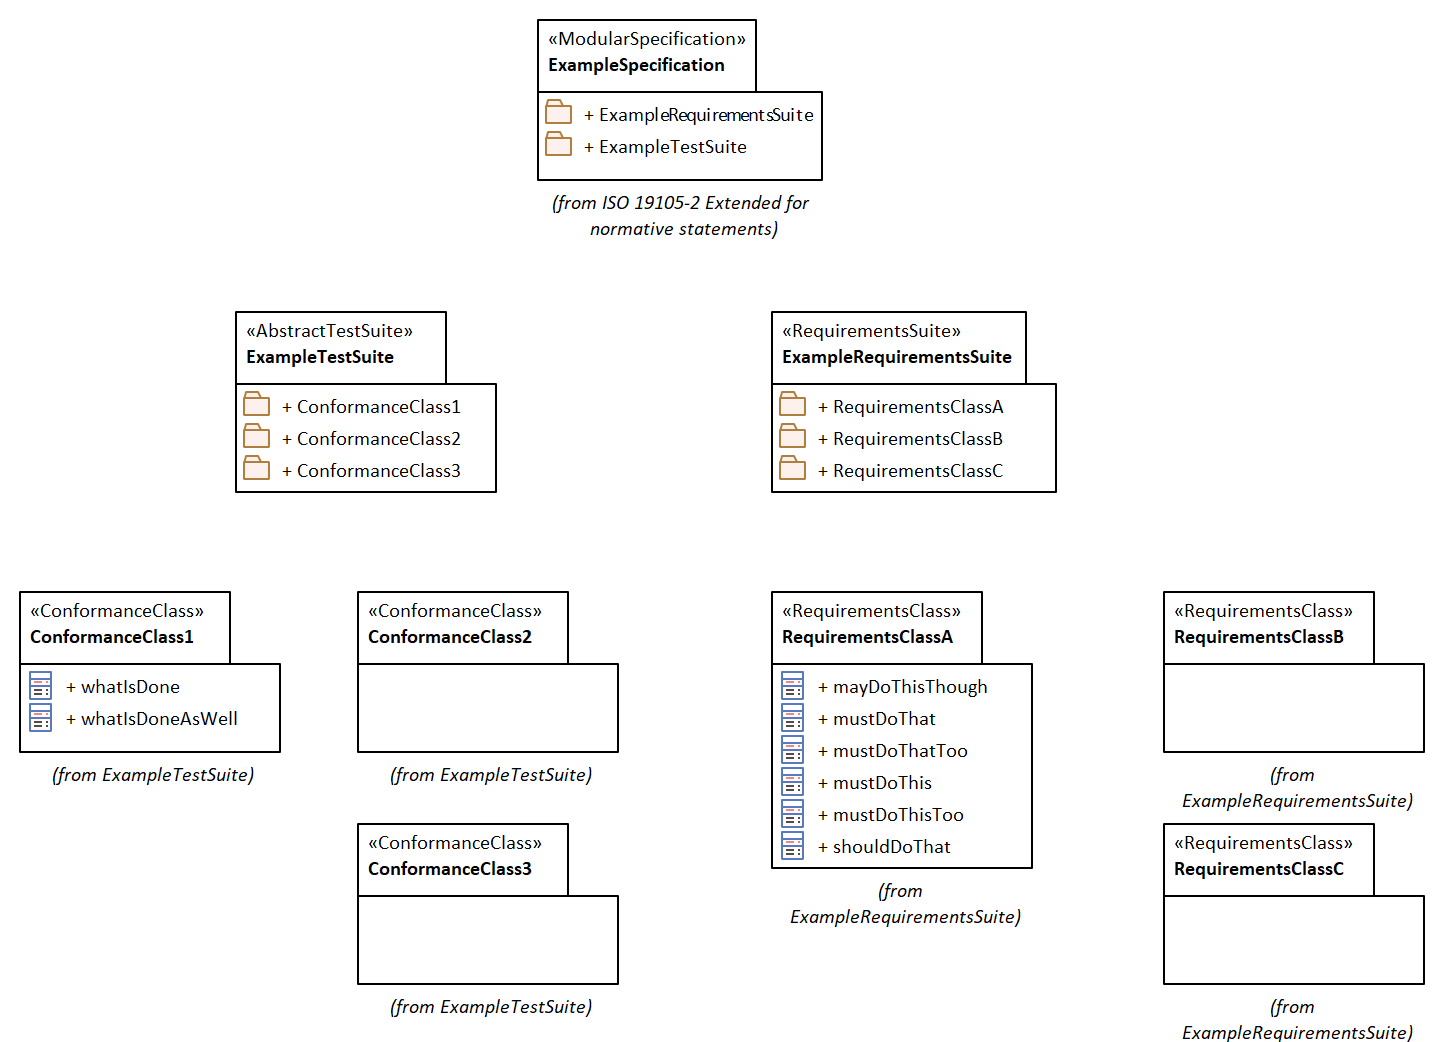 «ModularSpecification»
ExampleSpecification
+ ExampleRequirementsSuite
+ ExampleTestSuite
(from ISO 19105-2 Extended for
normative statements)
«AbstractTestSuite»
ExampleTestSuite
+ ConformanceClass1
+ ConformanceClass2
+ ConformanceClass3
«RequirementsSuite»
ExampleRequirementsSuite
+ RequirementsClassA
+ RequirementsClassB
+ RequirementsClassC
«ConformanceClass»
ConformanceClass1
+ whatIsDone
+ whatIsDoneAsWell
(from ExampleTestSuite)
«ConformanceClass»
ConformanceClass2
(from ExampleTestSuite)
«ConformanceClass»
ConformanceClass3
(from ExampleTestSuite)
«RequirementsClass»
RequirementsClassA
+ mayDoThisThough
+ mustDoThat
+ mustDoThatToo
+ mustDoThis
+ mustDoThisToo
+ shouldDoThat
(from
ExampleRequirementsSuite)
«RequirementsClass»
RequirementsClassB
(from
ExampleRequirementsSuite)
«RequirementsClass»
RequirementsClassC
(from
ExampleRequirementsSuite)